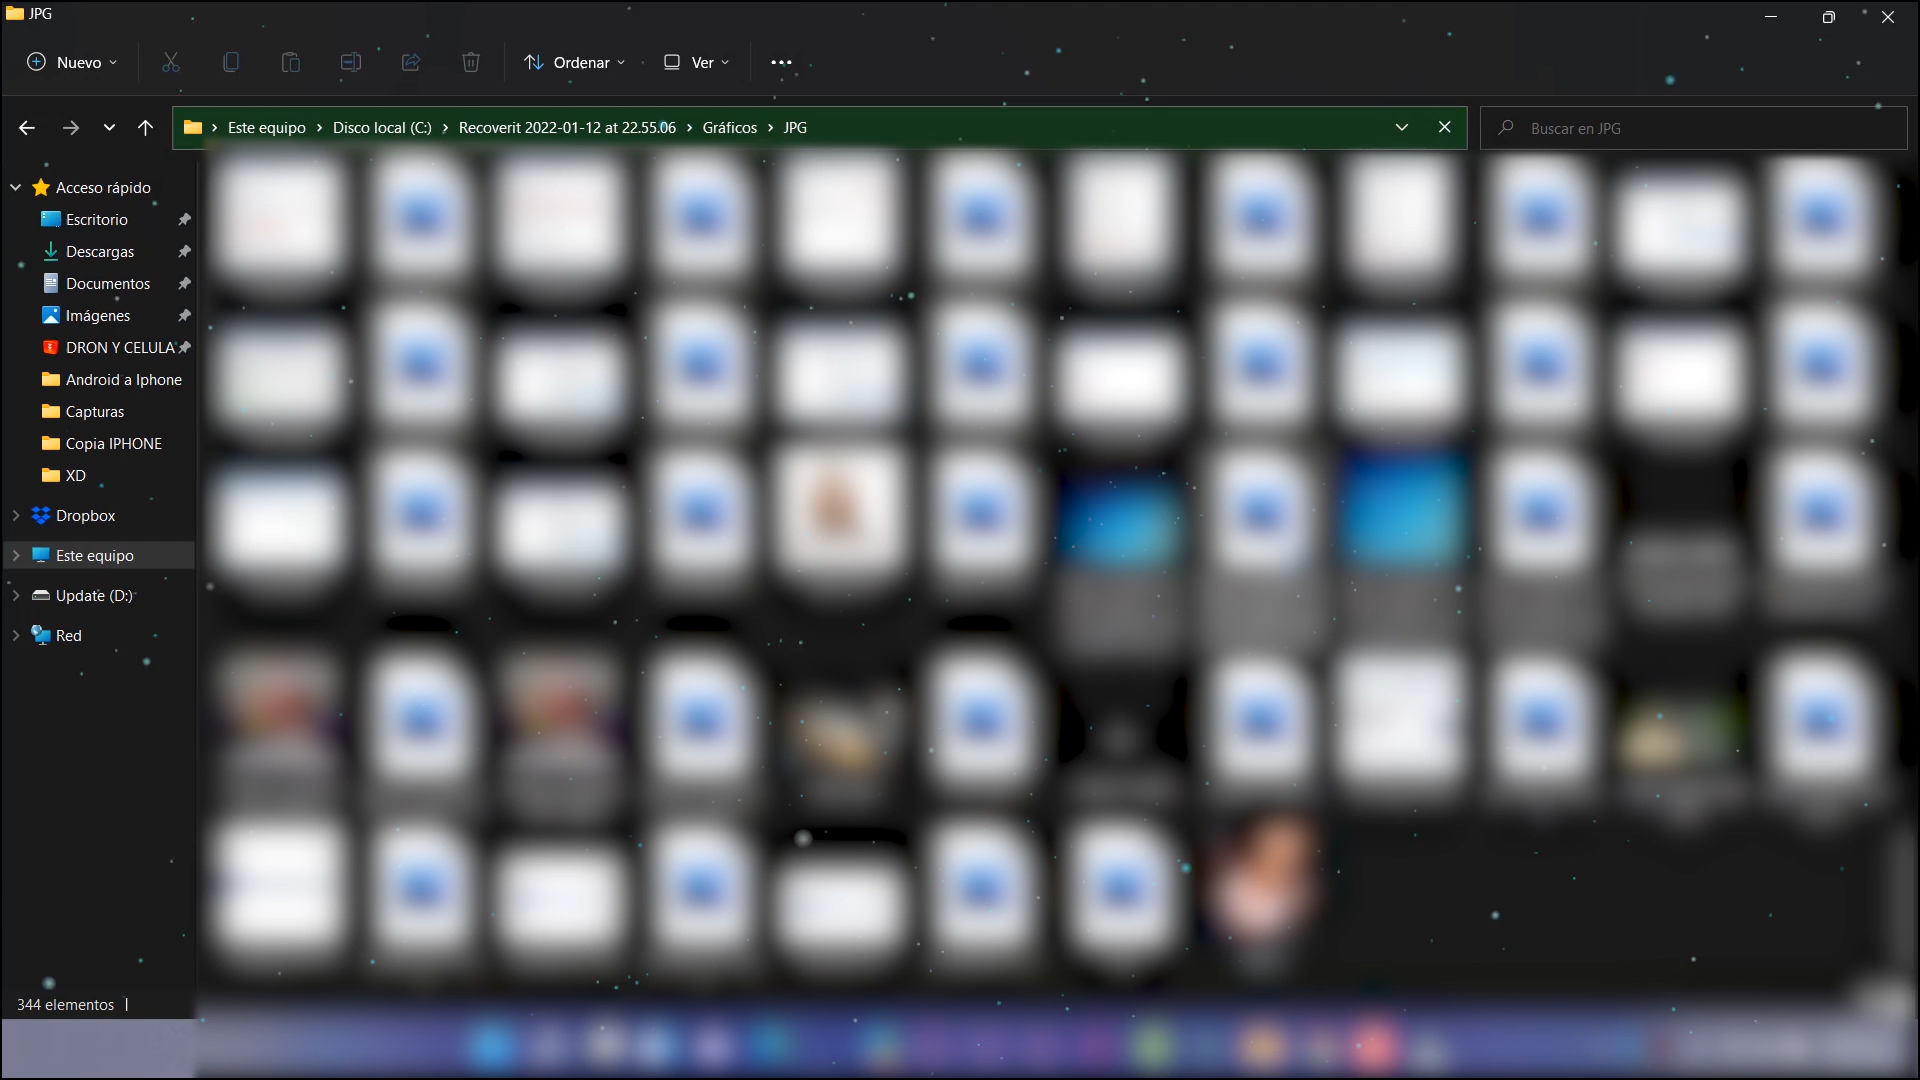 JPG
Nuevo
Ordenar
Ver
Este equipo
Disco local (C:)
Recoverit 2022-01-12 at 22.55.06
Gráficos
JPG
Buscar en JPG
Acceso rápido
Escritorio
Descargas
Documentos
Imágenes
DRON Y CELULA
Android a Iphone
Capturas
Copia IPHONE
XD
Dropbox
Este equipo
Update (D:)
Red
344 elementos